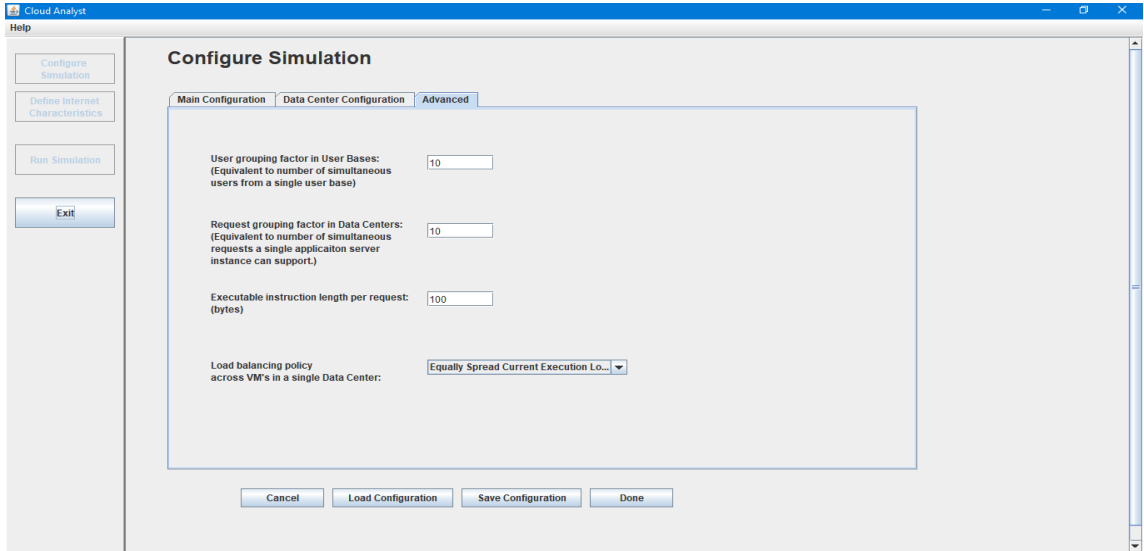 Cloud Analyst
Help
Configure
Simulation
Define Internet
Characteristics
Run Simulation
Exit
Configure Simulation
Main Configuration
Data Center Configuration
Advanced
User grouping factor in User Bases:
(Equivalent to number of simultaneous
users from a single user base)
10
Request grouping factor in Data Centers:
(Equivalent to number of simultaneous
requests a single applicaiton server
instance can support.)
10
Executable instruction length per request:
(bytes)
100
Load balancing policy
across VM's in a single Data Center:
Equally Spread Current Execution Lo...
Cancel
Load Configuration
Save Configuration
Done